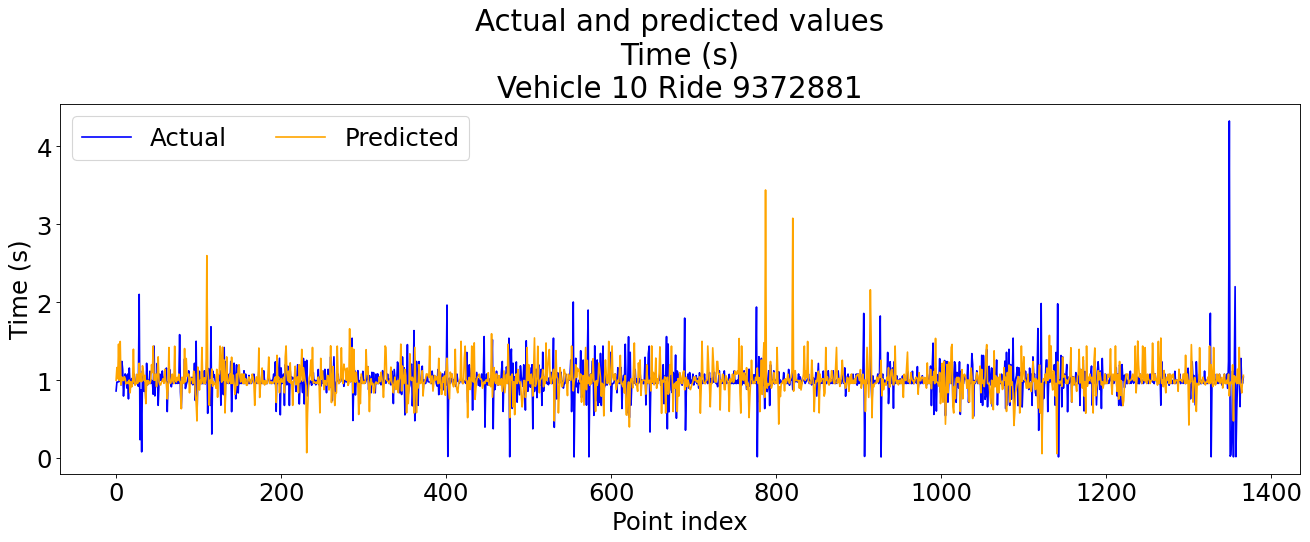 Actual and predicted values
Time (s)
Vehicle 10 Ride 9372881
Actual
Predicted
Time (s)
4
3
2
1
0
0
200
400
600
800
1000
1200
1400
Point index